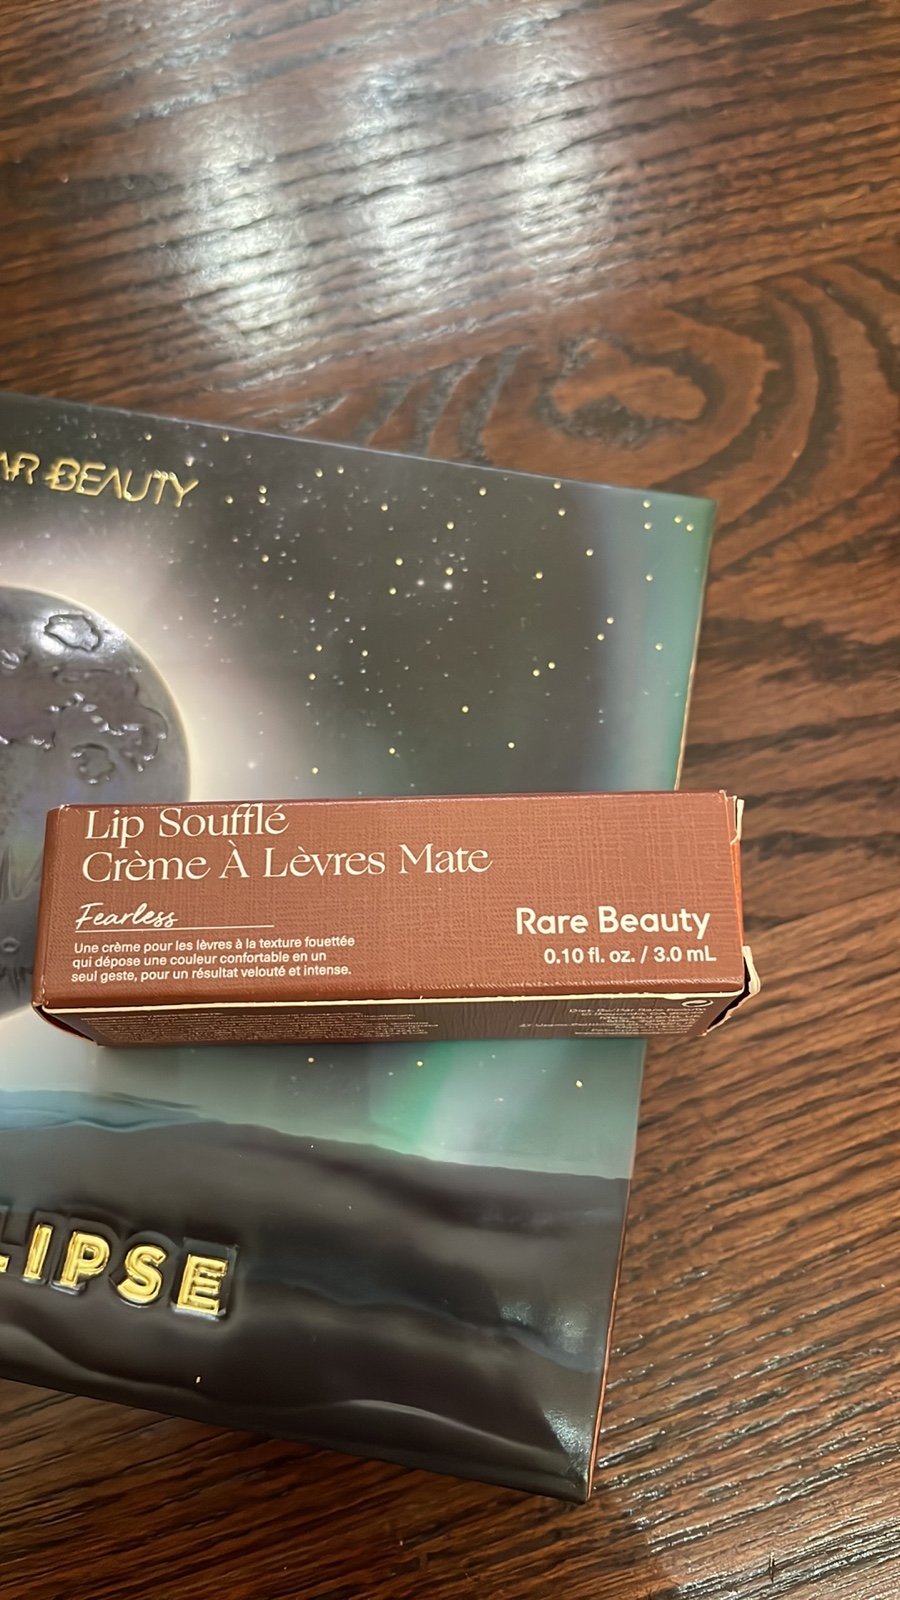 AR BEAUTY
Lip Soufflé
Crème À Lèvres Mate
Fearless
Une crème pour les lèvres à la texture fouettée
qui dépose une couleur confortable en un
seul geste, pour un résultat velouté et intense.
Rare Beauty
0.10 fl. oz. / 3.0 mL
LIPSE